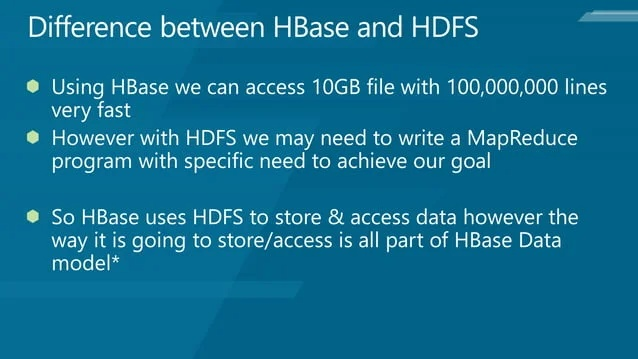 Difference between HBase and HDFS
Using HBase we can access 10GB file with 100,000,000 lines
very fast
However with HDFS we may need to write a MapReduce
program with specific need to achieve our goal
So HBase uses HDFS to store & access data however the
way it is going to store/access is all part of HBase Data
model*